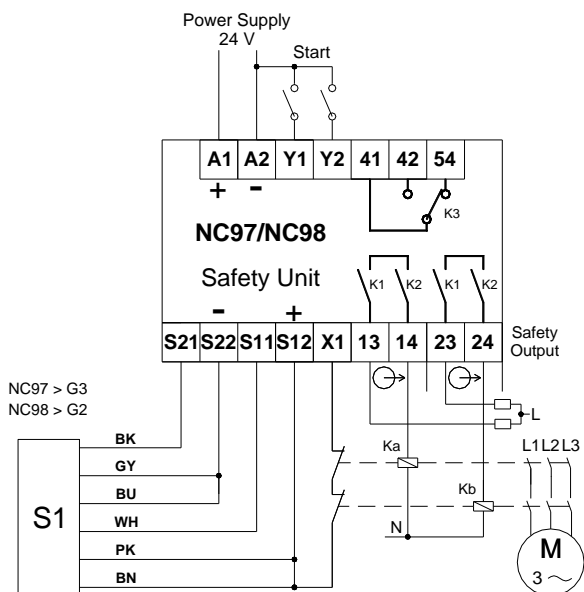 Power Supply
24 V
Start
A1 A2 Y1 Y2 41 42 54
+ -
K3
NC97/NC98
Safety Unit
K1 K2 K1 K2
- +
S21 S22 S11 S12 X1 13 14 23 24
Safety
Output
NC97 > G3
NC98 > G2
L
BK
Ka
L1 L2 L3
GY
BU
Kb
S1
WH
N
PK
M
BN
3 ~